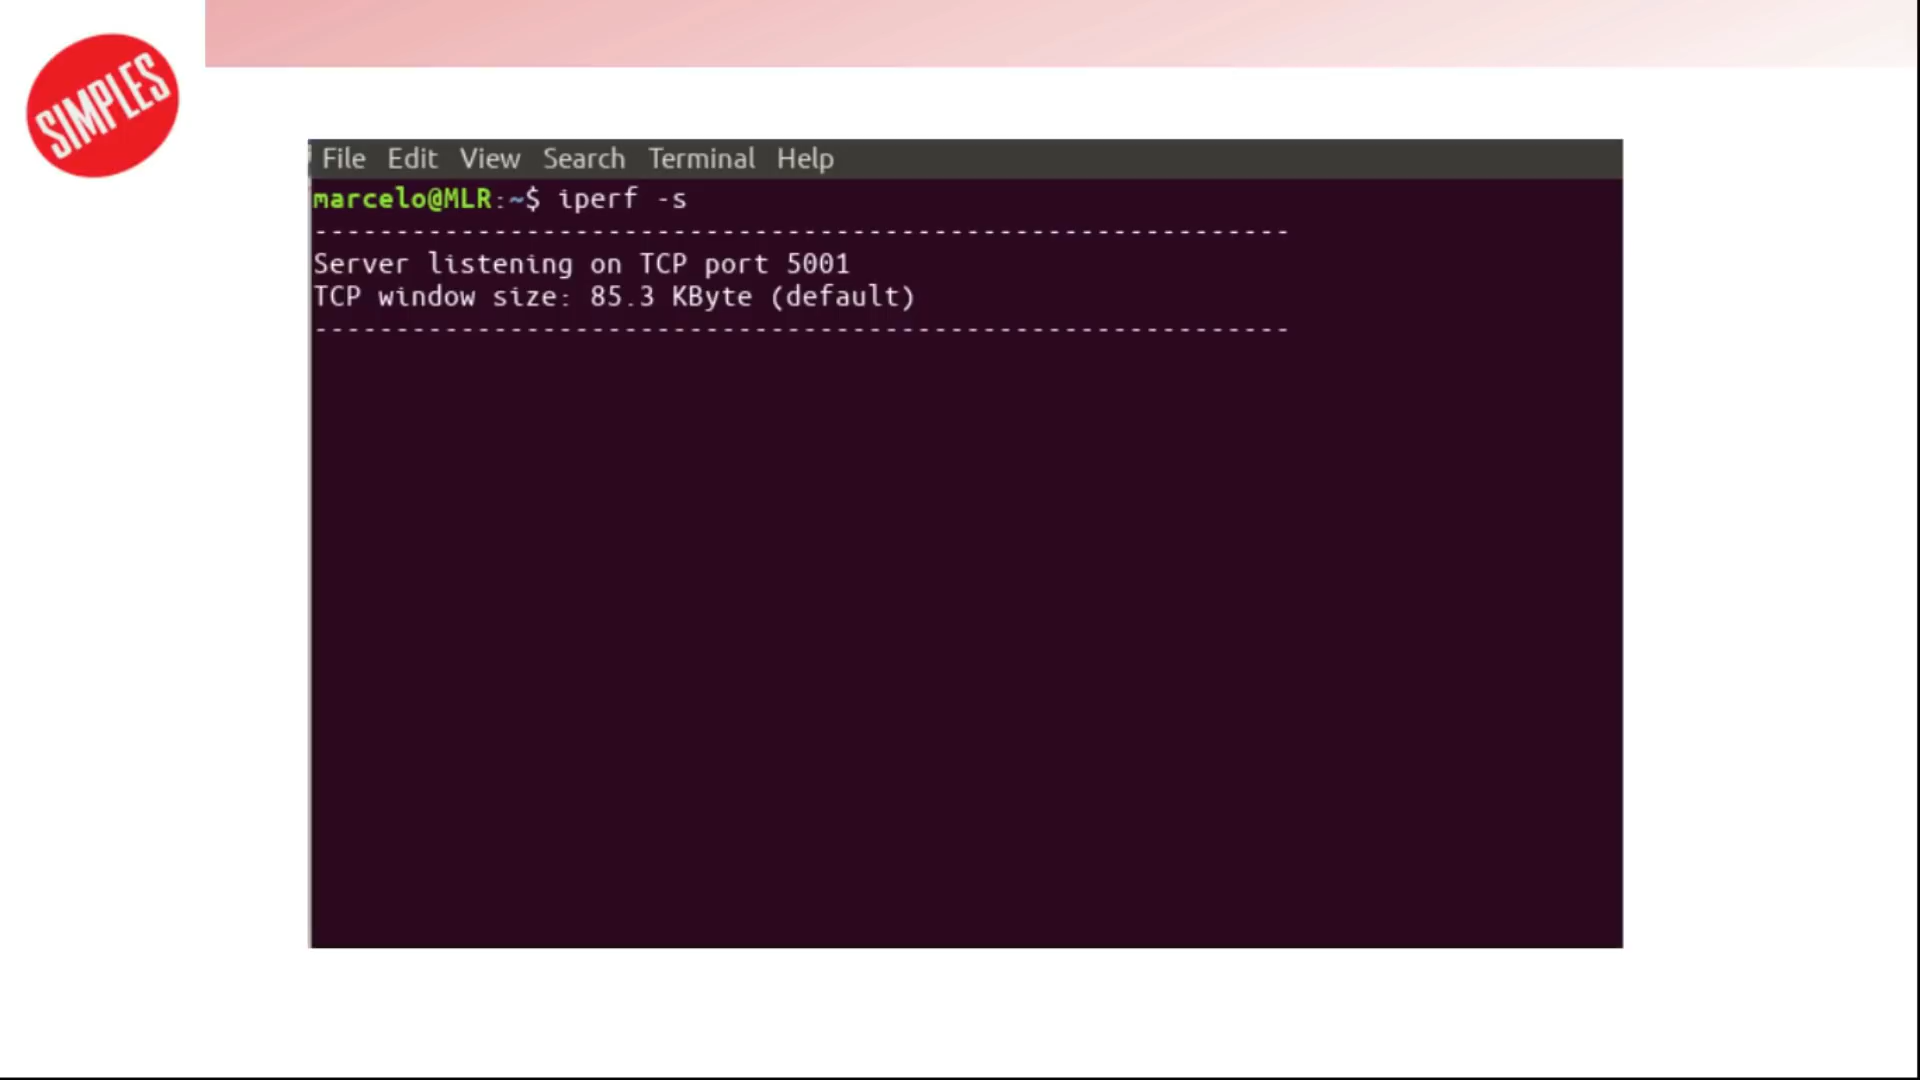 SIMPLES
File Edit View Search Terminal Help
marcelo@MLR:~$ iperf -s
------------------------------------------------------------
Server listening on TCP port 5001
TCP window size: 85.3 KByte (default)
------------------------------------------------------------